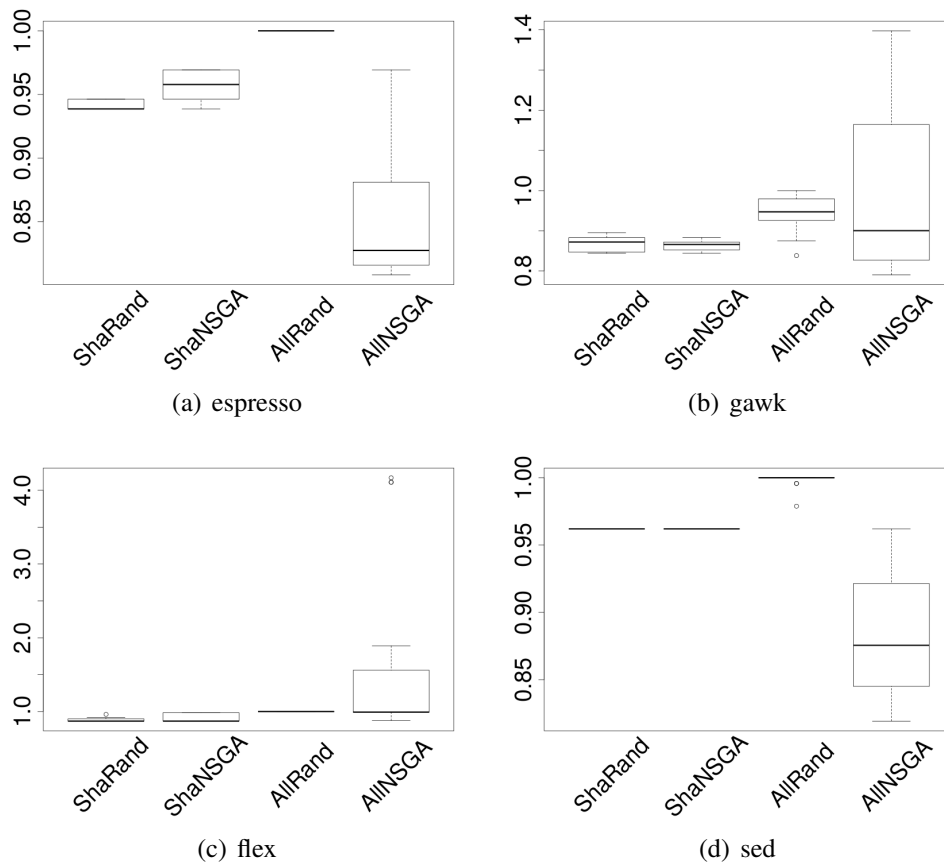 1.00
0.95
0.90
0.85
ShaRand
ShaNSGA
AllRand
AllNSGA
(a) espresso
1.4
1.2
1.0
0.8
ShaRand
ShaNSGA
AllRand
AllNSGA
(b) gawk
4.0
3.0
2.0
1.0
ShaRand
ShaNSGA
AllRand
AllNSGA
(c) flex
1.00
0.95
0.90
0.85
ShaRand
ShaNSGA
AllRand
AllNSGA
(d) sed